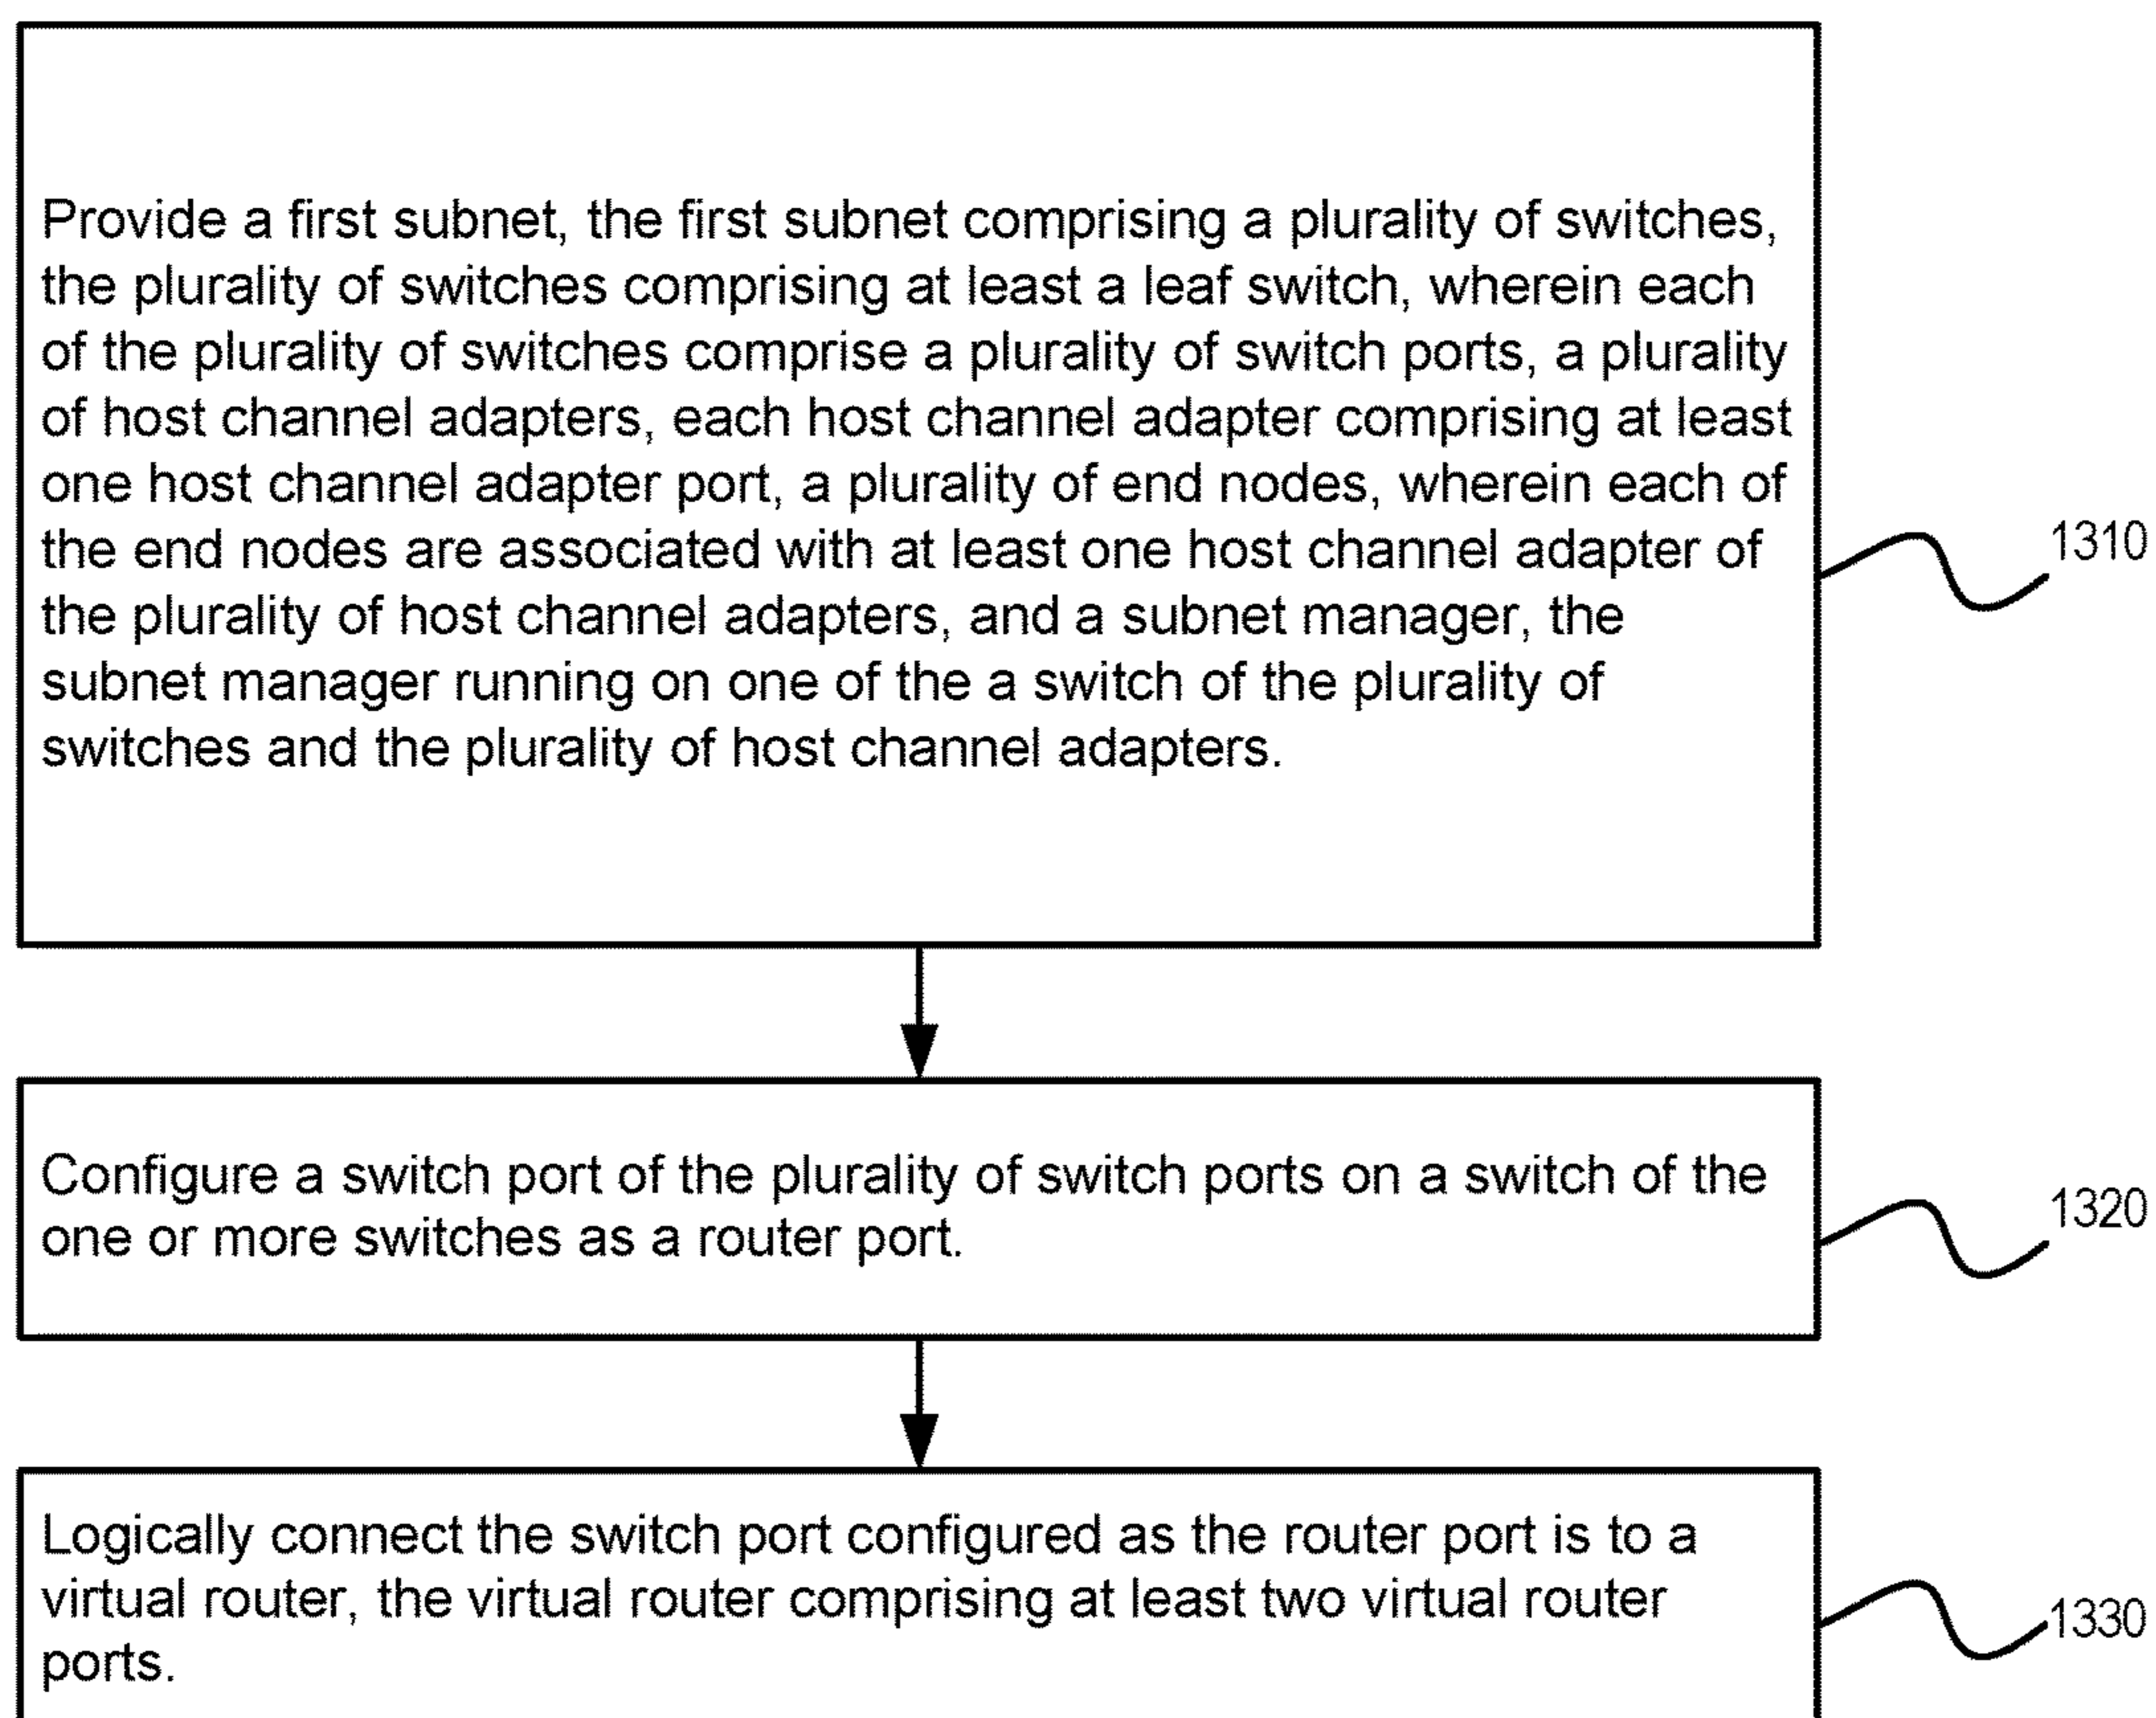 Provide a first subnet, the first subnet comprising a plurality of switches,
the plurality of switches comprising at least a leaf switch, wherein each
of the plurality of switches comprise a plurality of switch ports, a plurality
of host channel adapters, each host channel adapter comprising at least
one host channel adapter port, a plurality of end nodes, wherein each of
the end nodes are associated with at least one host channel adapter of
the plurality of host channel adapters, and a subnet manager, the
subnet manager running on one of the a switch of the plurality of
switches and the plurality of host channel adapters.
1310
Configure a switch port of the plurality of switch ports on a switch of the
one or more switches as a router port.
1320
Logically connect the switch port configured as the router port is to a
virtual router, the virtual router comprising at least two virtual router
ports.
1330